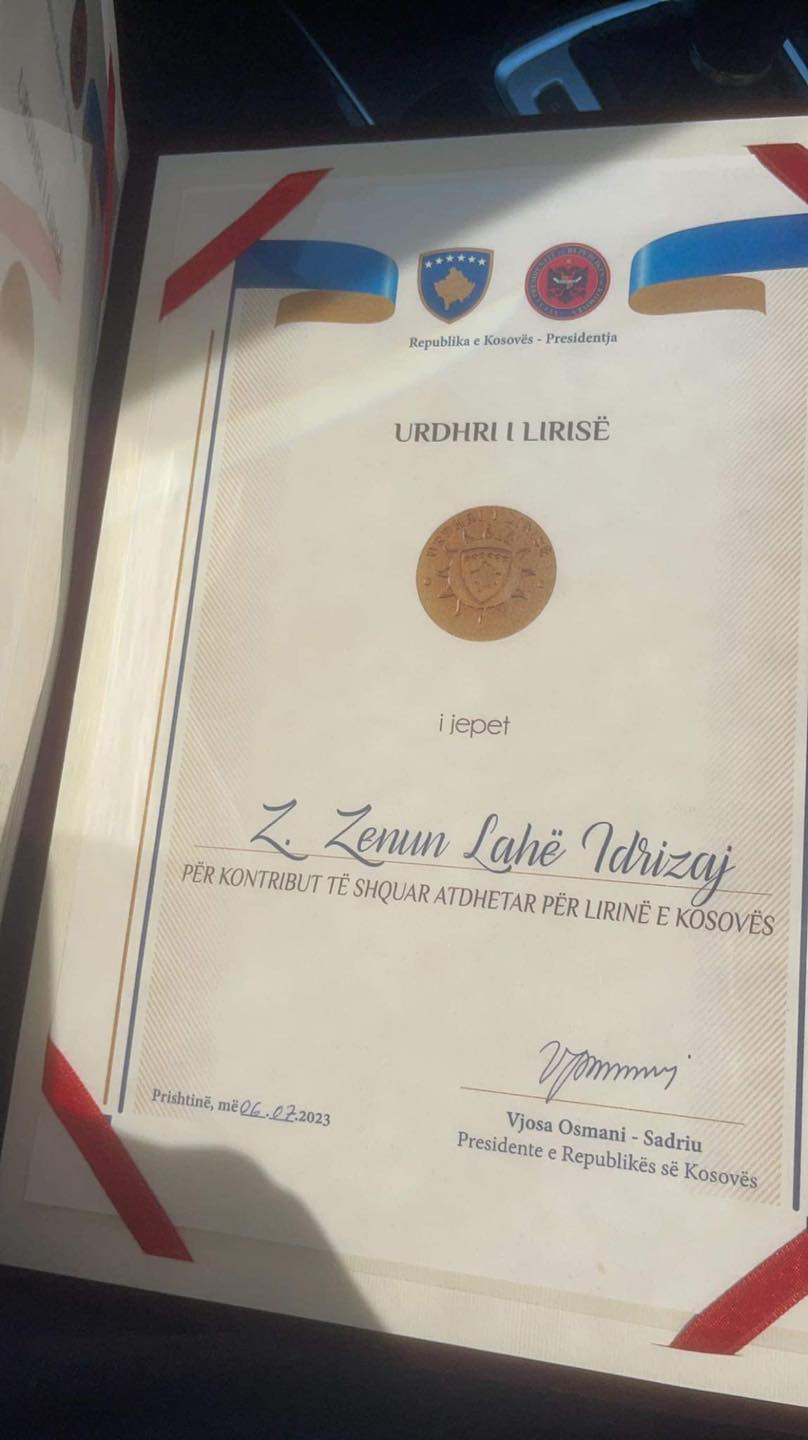 Republika e Kosovës - Presidentja
URDHRI I LIRISË
i jepet
Z. Zenun Lahë Idrizaj
PËR KONTRIBUT TË SHQUAR ATDHETAR PËR LIRINË E KOSOVËS
Prishtinë, më 06.07.2023
Vjosa Osmani - Sadriu
Presidente e Republikës së Kosovës